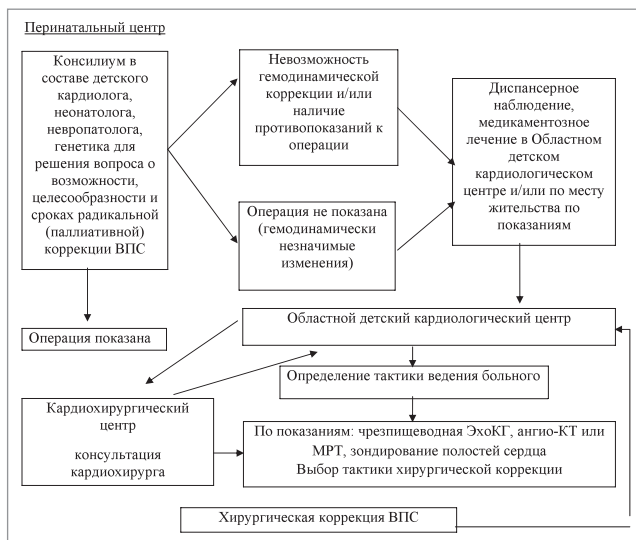 Перинатальный центр
Консилиум в
составе детского
кардиолога,
неонатолога,
невропатолога,
генетика для
решения вопроса о
возможности,
целесообразности и
сроках радикальной
(паллиативной)
коррекции ВПС
Невозможность
гемодинамической
коррекции и/или
наличие
противопоказаний к
операции
Диспансерное
наблюдение,
медикаментозное
лечение в Областном
детском
кардиологическом
центре и/или по месту
жительства по
показаниям
Операция не показана
(гемодинамически
незначимые
изменения)
Операция показана
Областной детский кардиологический центр
Определение тактики ведения больного
Кардиохирургический
центр
консультация
кардиохирурга
По показаниям: чрезпищеводная ЭхоКГ, ангио-КТ или
МРТ, зондирование полостей сердца
Выбор тактики хирургической коррекции
Хирургическая коррекция ВПС